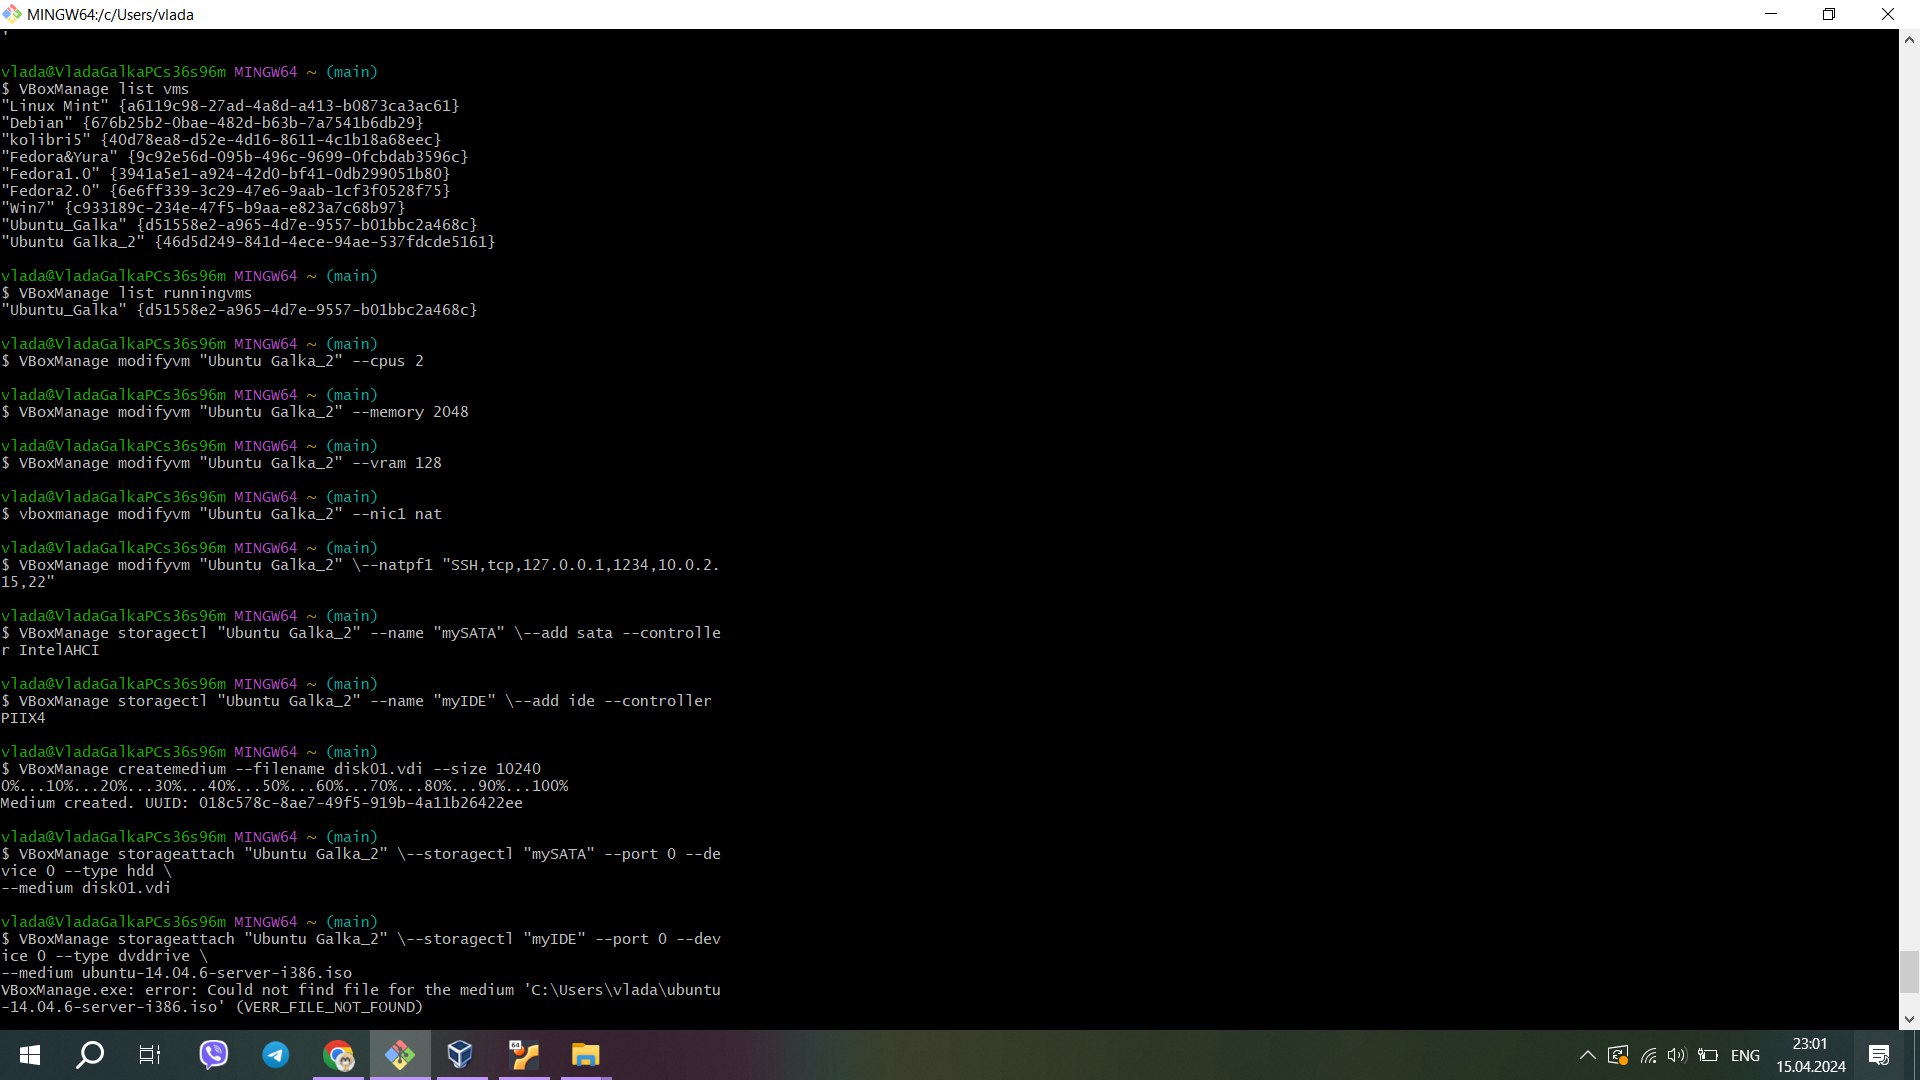 MINGW64:/c/Users/vlada
'
vlada@VladaGalkaPCs36s96m MINGW64 ~ (main)
$ VBoxManage list vms
"Linux Mint" {a6119c98-27ad-4a8d-a413-b0873ca3ac61}
"Debian" {676b25b2-0bae-482d-b63b-7a7541b6db29}
"kolibri5" {40d78ea8-d52e-4d16-8611-4c1b18a68eec}
"Fedora&Yura" {9c92e56d-095b-496c-9699-0fcbdab3596c}
"Fedora1.0" {3941a5e1-a924-42d0-bf41-0db299051b80}
"Fedora2.0" {6e6ff339-3c29-47e6-9aab-1cf3f0528f75}
"Win7" {c933189c-234e-47f5-b9aa-e823a7c68b97}
"Ubuntu_Galka" {d51558e2-a965-4d7e-9557-b01bbc2a468c}
"Ubuntu Galka_2" {46d5d249-841d-4ece-94ae-537fdcde5161}
vlada@VladaGalkaPCs36s96m MINGW64 ~ (main)
$ VBoxManage list runningvms
"Ubuntu_Galka" {d51558e2-a965-4d7e-9557-b01bbc2a468c}
vlada@VladaGalkaPCs36s96m MINGW64 ~ (main)
$ VBoxManage modifyvm "Ubuntu Galka_2" --cpus 2
vlada@VladaGalkaPCs36s96m MINGW64 ~ (main)
$ VBoxManage modifyvm "Ubuntu Galka_2" --memory 2048
vlada@VladaGalkaPCs36s96m MINGW64 ~ (main)
$ VBoxManage modifyvm "Ubuntu Galka_2" --vram 128
vlada@VladaGalkaPCs36s96m MINGW64 ~ (main)
$ vboxmanage modifyvm "Ubuntu Galka_2" --nic1 nat
vlada@VladaGalkaPCs36s96m MINGW64 ~ (main)
$ VBoxManage modifyvm "Ubuntu Galka_2" \--natpf1 "SSH,tcp,127.0.0.1,1234,10.0.2.
15,22"
vlada@VladaGalkaPCs36s96m MINGW64 ~ (main)
$ VBoxManage storagectl "Ubuntu Galka_2" --name "mySATA" \--add sata --controlle
r IntelAHCI
vlada@VladaGalkaPCs36s96m MINGW64 ~ (main)
$ VBoxManage storagectl "Ubuntu Galka_2" --name "myIDE" \--add ide --controller
PIIX4
vlada@VladaGalkaPCs36s96m MINGW64 ~ (main)
$ VBoxManage createmedium --filename disk01.vdi --size 10240
0%...10%...20%...30%...40%...50%...60%...70%...80%...90%...100%
Medium created. UUID: 018c578c-8ae7-49f5-919b-4a11b26422ee
vlada@VladaGalkaPCs36s96m MINGW64 ~ (main)
$ VBoxManage storageattach "Ubuntu Galka_2" \--storagectl "mySATA" --port 0 --de
vice 0 --type hdd \
--medium disk01.vdi
vlada@VladaGalkaPCs36s96m MINGW64 ~ (main)
$ VBoxManage storageattach "Ubuntu Galka_2" \--storagectl "myIDE" --port 0 --dev
ice 0 --type dvddrive \
--medium ubuntu-14.04.6-server-i386.iso
VBoxManage.exe: error: Could not find file for the medium 'C:\Users\vlada\ubuntu
-14.04.6-server-i386.iso' (VERR_FILE_NOT_FOUND)
64
ENG
23:01
15.04.2024